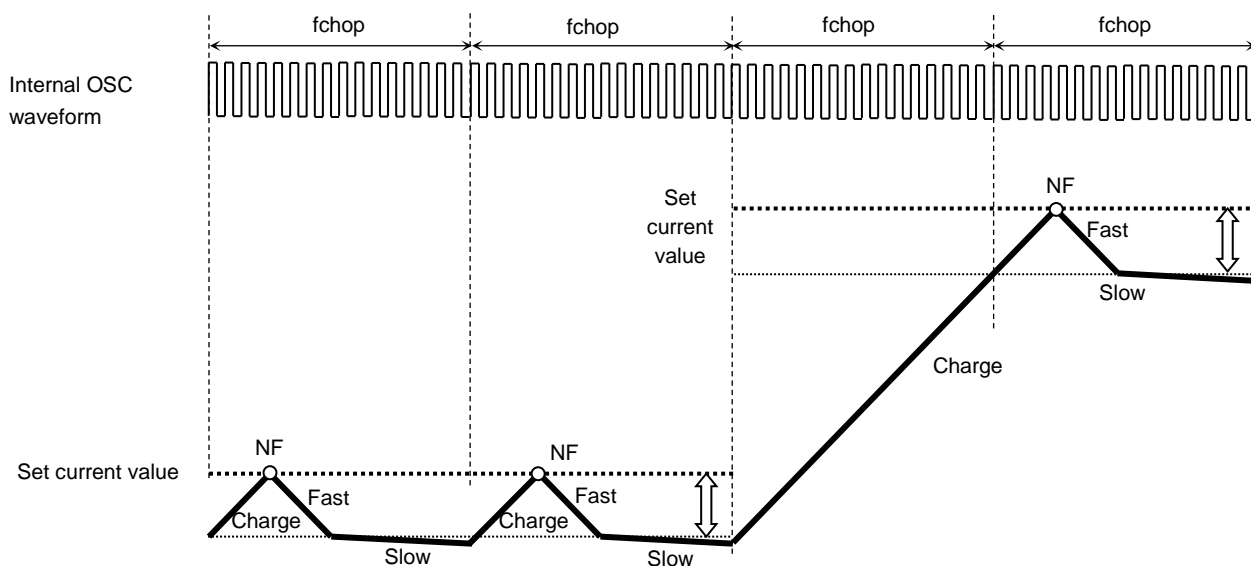 fchop
fchop
fchop
fchop
Internal OSC
waveform
Set
current
value
NF
Fast
Slow
Charge
Set current value
NF
Fast
Charge
Slow
NF
Fast
Charge
Slow